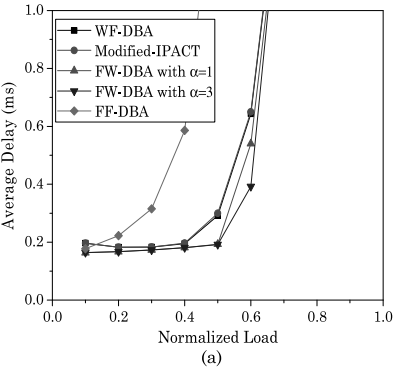 1.0
0.8
0.6
0.4
0.2
0.0
Average Delay (ms)
WF-DBA
Modified-IPACT
FW-DBA with α=1
FW-DBA with α=3
FF-DBA
0.0 0.2 0.4 0.6 0.8 1.0
Normalized Load
(a)